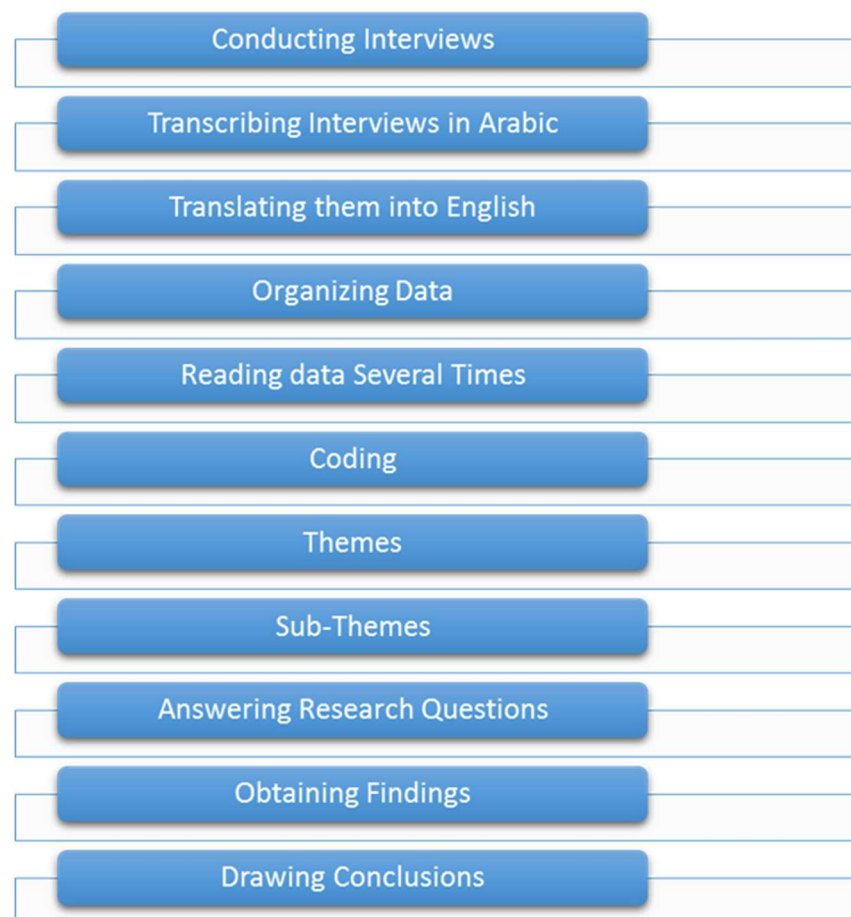 Conducting Interviews
Transcribing Interviews in Arabic
Translating them into English
Organizing Data
Reading data Several Times
Coding
Themes
Sub-Themes
Answering Research Questions
Obtaining Findings
Drawing Conclusions